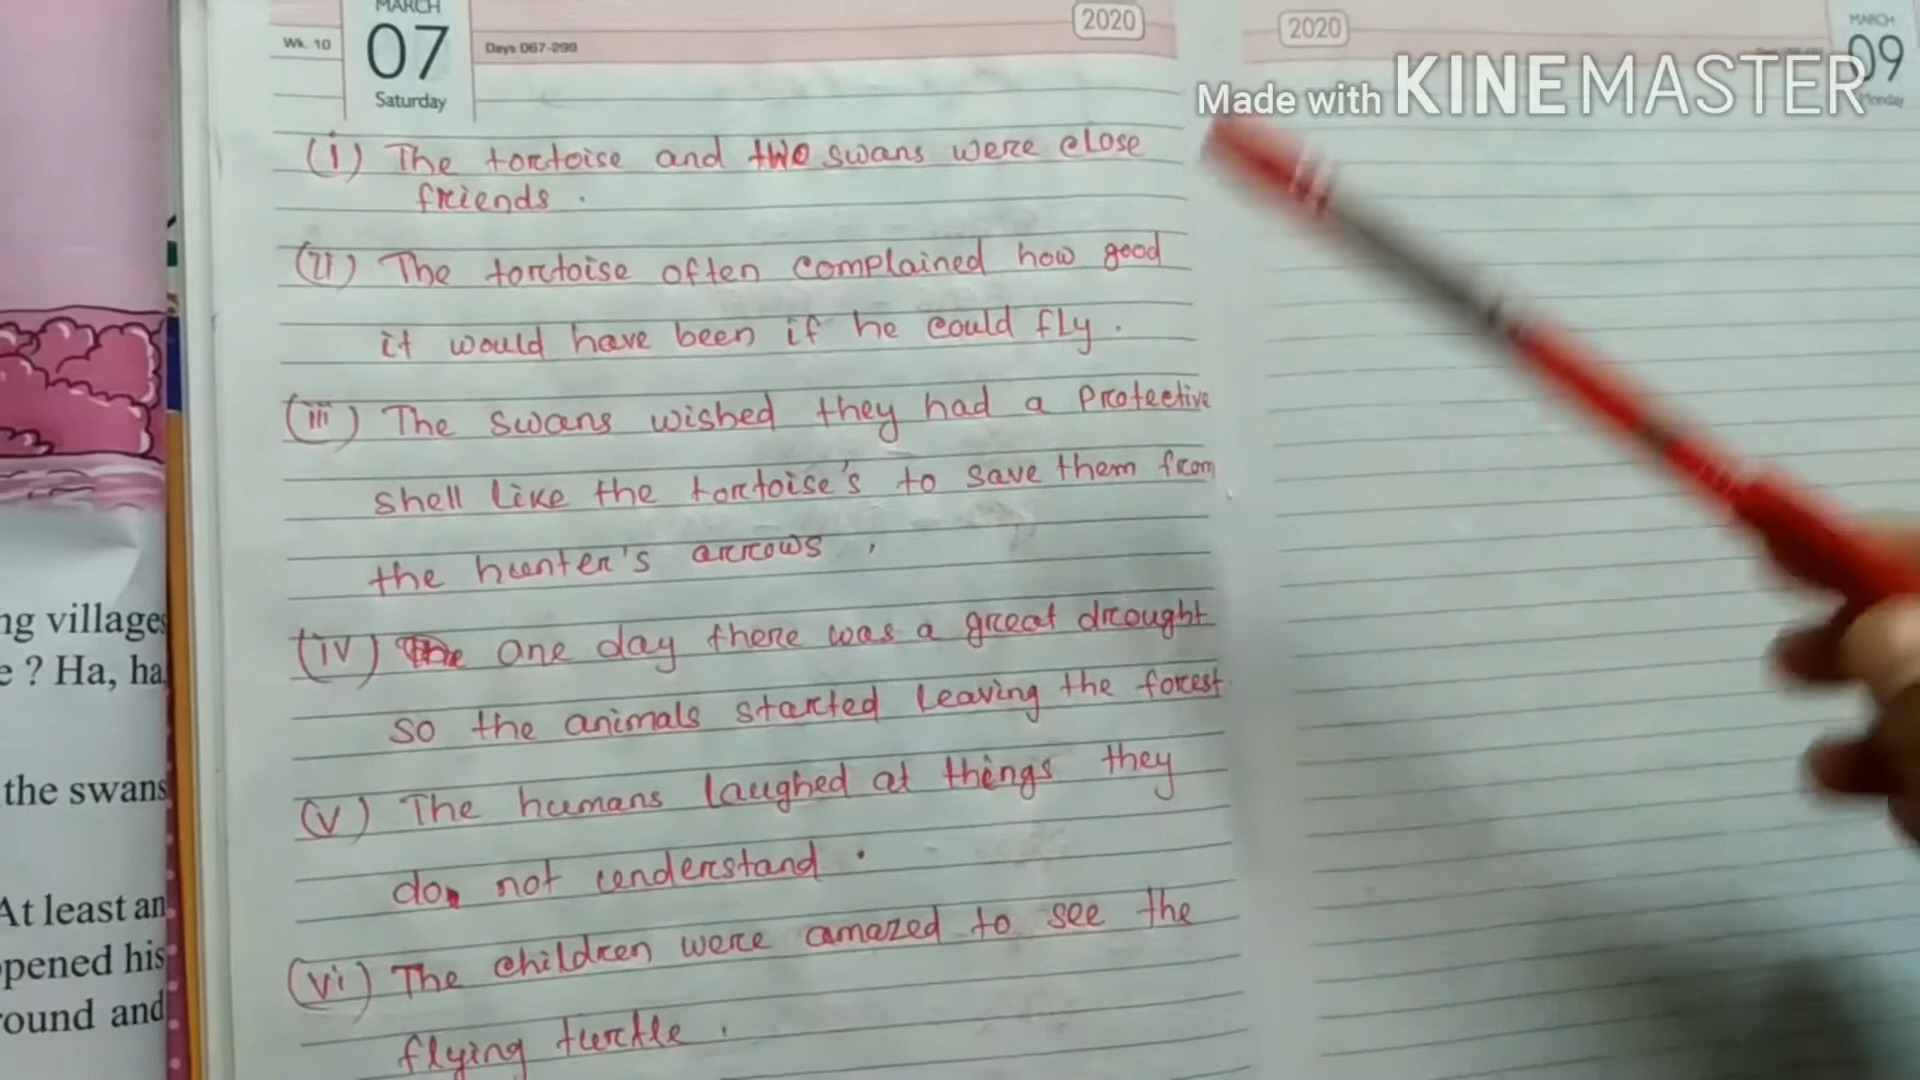 MARCH
07
Saturday
Wk. 10
Days 067-299
2020
2020
MARCH
09
Monday
Made with KINEMASTER
(i) The tortoise and two swans were close
friends .
(ii) The tortoise often complained how good
it would have been if he could fly .
(iii) The swans wished they had a protective
shell like the tortoise's to save them from
the hunter's arrows .
(iv) One day there was a great drought
so the animals started leaving the forest.
(v) The humans laughed at things they
do not understand .
(vi) The children were amazed to see the
flying turtle .
ng villages
e ? Ha, ha,
the swans
At least an
pened his
round and